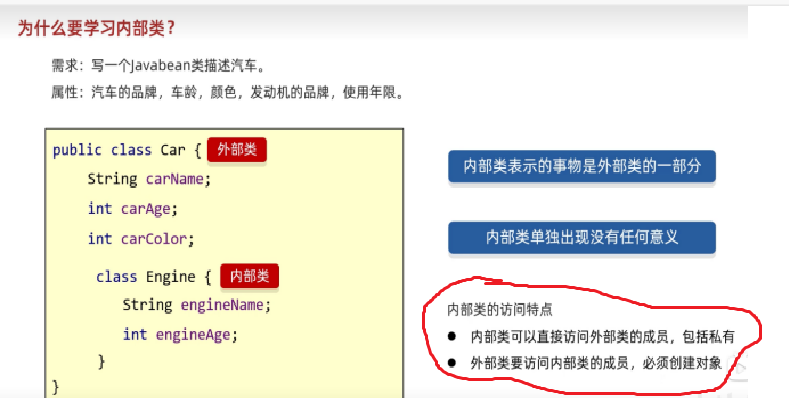 为什么要学习内部类？
需求：写一个Javabean类描述汽车。
属性：汽车的品牌，车龄，颜色，发动机的品牌，使用年限。
public class Car { 外部类
String carName;
int carAge;
int carColor;
class Engine { 内部类
String engineName;
int engineAge;
}
}
内部类表示的事物是外部类的一部分
内部类单独出现没有任何意义
内部类的访问特点
● 内部类可以直接访问外部类的成员，包括私有
● 外部类要访问内部类的成员，必须创建对象